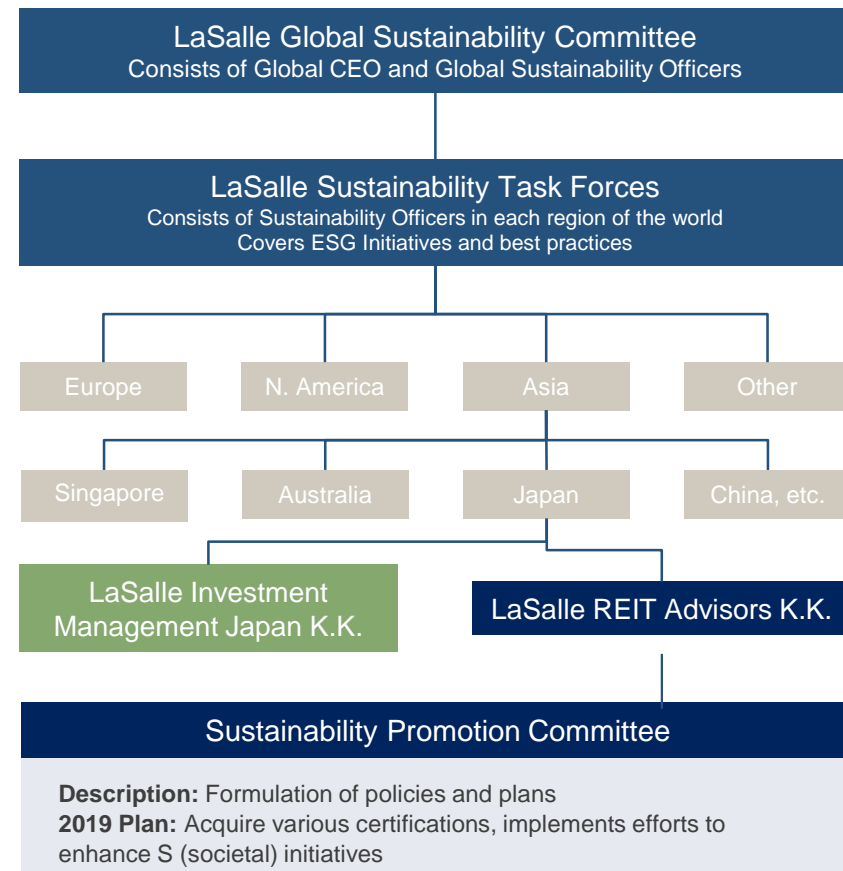 LaSalle Global Sustainability Committee
Consists of Global CEO and Global Sustainability Officers
LaSalle Sustainability Task Forces
Consists of Sustainability Officers in each region of the world
Covers ESG Initiatives and best practices
Europe
N. America
Asia
Other
Singapore
Australia
Japan
China, etc.
LaSalle Investment
Management Japan K.K.
LaSalle REIT Advisors K.K.
Sustainability Promotion Committee
Description: Formulation of policies and plans
2019 Plan: Acquire various certifications, implements efforts to
enhance S (societal) initiatives